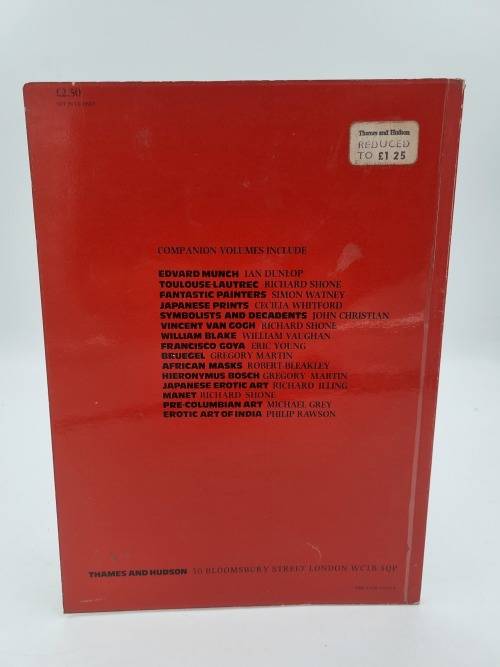 £2.50
Thames and Hudson
REDUCED
TO £1 25
COMPANION VOLUMES INCLUDE
EDVARD MUNCH IAN DUNLOP
TOULOUSE-LAUTREC RICHARD SHONE
FANTASTIC PAINTERS SIMON WATNEY
JAPANESE PRINTS CECILIA WHITFORD
SYMBOLISTS AND DECADENTS JOHN CHRISTIAN
VINCENT VAN GOGH RICHARD SHONE
WILLIAM BLAKE WILLIAM VAUGHAN
FRANCISCO GOYA ERIC YOUNG
BRUEGEL GREGORY MARTIN
AFRICAN MASKS ROBERT BLEAKLEY
HIERONYMUS BOSCH GREGORY MARTIN
JAPANESE EROTIC ART RICHARD ILLING
MANET RICHARD SHONE
PRE-COLUMBIAN ART MICHAEL GREY
EROTIC ART OF INDIA PHILIP RAWSON
THAMES AND HUDSON 30 BLOOMSBURY STREET LONDON WC1B 3QP